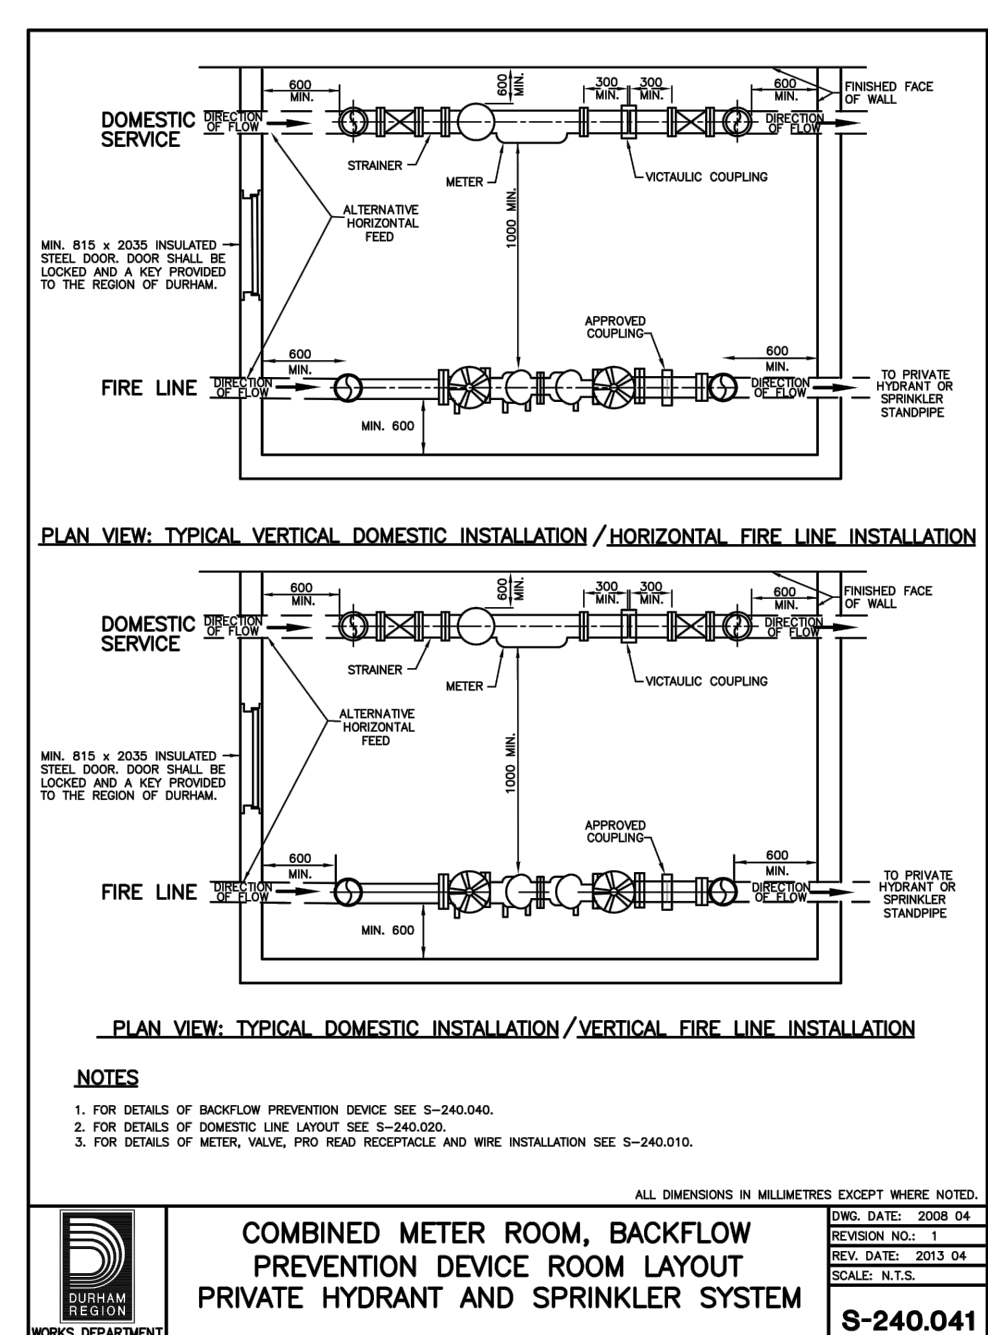 600
MIN.
600
MIN.
300
MIN.
300
MIN.
600
MIN.
FINISHED FACE
OF WALL
DOMESTIC
SERVICE
DIRECTION
OF FLOW
DIRECTION
OF FLOW
STRAINER
METER
VICTAULIC COUPLING
1000 MIN.
ALTERNATIVE
HORIZONTAL
FEED
MIN. 815 x 2035 INSULATED
STEEL DOOR. DOOR SHALL BE
LOCKED AND A KEY PROVIDED
TO THE REGION OF DURHAM.
APPROVED
COUPLING
600
MIN.
600
MIN.
FIRE LINE
DIRECTION
OF FLOW
DIRECTION
OF FLOW
TO PRIVATE
HYDRANT OR
SPRINKLER
STANDPIPE
MIN. 600
PLAN VIEW: TYPICAL VERTICAL DOMESTIC INSTALLATION / HORIZONTAL FIRE LINE INSTALLATION
600
MIN.
600
MIN.
300
MIN.
300
MIN.
600
MIN.
FINISHED FACE
OF WALL
DOMESTIC
SERVICE
DIRECTION
OF FLOW
DIRECTION
OF FLOW
STRAINER
METER
VICTAULIC COUPLING
1000 MIN.
ALTERNATIVE
HORIZONTAL
FEED
MIN. 815 x 2035 INSULATED
STEEL DOOR. DOOR SHALL BE
LOCKED AND A KEY PROVIDED
TO THE REGION OF DURHAM.
APPROVED
COUPLING
600
MIN.
600
MIN.
FIRE LINE
DIRECTION
OF FLOW
DIRECTION
OF FLOW
TO PRIVATE
HYDRANT OR
SPRINKLER
STANDPIPE
MIN. 600
PLAN VIEW: TYPICAL DOMESTIC INSTALLATION / VERTICAL FIRE LINE INSTALLATION
NOTES
1. FOR DETAILS OF BACKFLOW PREVENTION DEVICE SEE S-240.040.
2. FOR DETAILS OF DOMESTIC LINE LAYOUT SEE S-240.020.
3. FOR DETAILS OF METER, VALVE, PRO READ RECEPTACLE AND WIRE INSTALLATION SEE S-240.010.
ALL DIMENSIONS IN MILLIMETRES EXCEPT WHERE NOTED.
DURHAM
REGION
WORKS DEPARTMENT
COMBINED METER ROOM, BACKFLOW
PREVENTION DEVICE ROOM LAYOUT
PRIVATE HYDRANT AND SPRINKLER SYSTEM
DWG. DATE: 2008 04
REVISION NO.: 1
REV. DATE: 2013 04
SCALE: N.T.S.
S-240.041